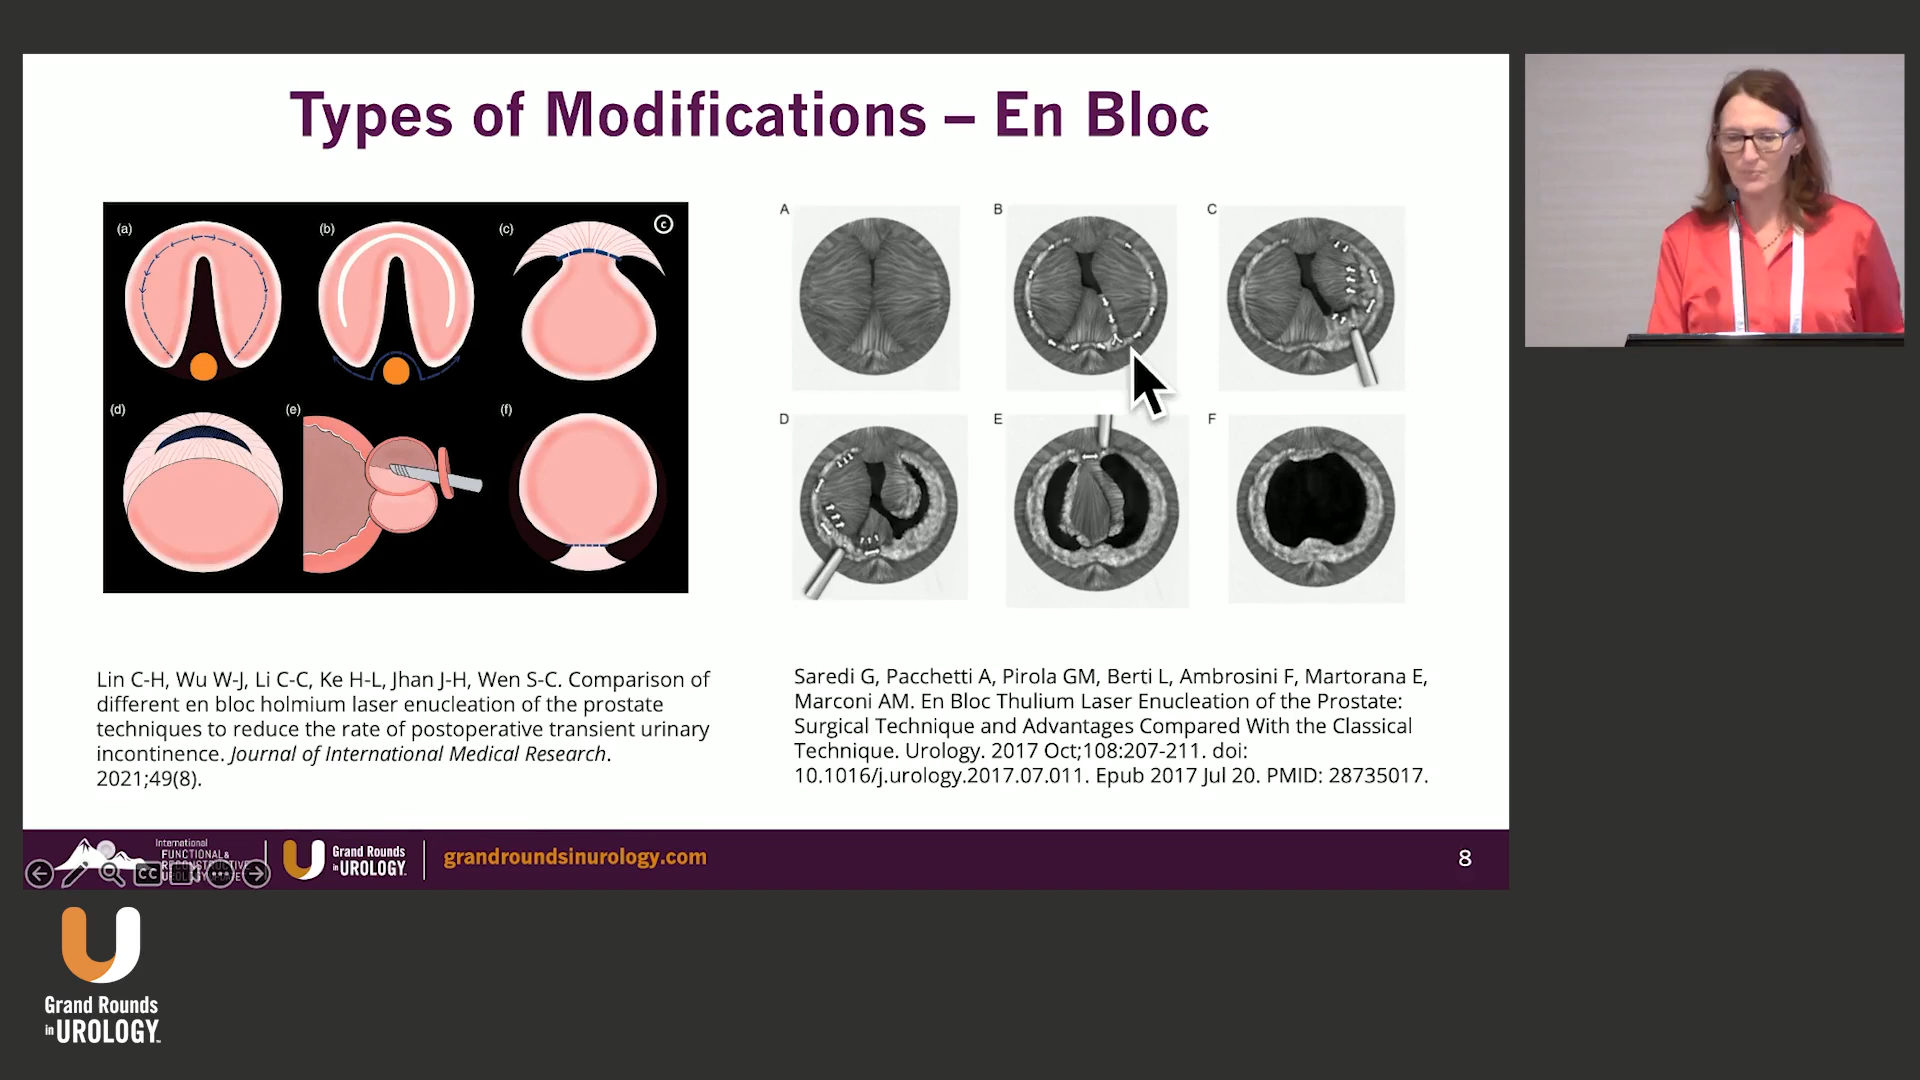 Types of Modifications – En Bloc
(a)
(b)
(c)
©
(d)
(e)
(f)
A
B
C
D
E
F
Lin C-H, Wu W-J, Li C-C, Ke H-L, Jhan J-H, Wen S-C. Comparison of
different en bloc holmium laser enucleation of the prostate
techniques to reduce the rate of postoperative transient urinary
incontinence. Journal of International Medical Research.
2021;49(8).
Saredi G, Pacchetti A, Pirola GM, Berti L, Ambrosini F, Martorana E,
Marconi AM. En Bloc Thulium Laser Enucleation of the Prostate:
Surgical Technique and Advantages Compared With the Classical
Technique. Urology. 2017 Oct;108:207-211. doi:
10.1016/j.urology.2017.07.011. Epub 2017 Jul 20. PMID: 28735017.
International
FUNCTIONAL &
CC
Grand Rounds
in UROLOGY.
grandroundsinurology.com
8
Grand Rounds
in UROLOGY™